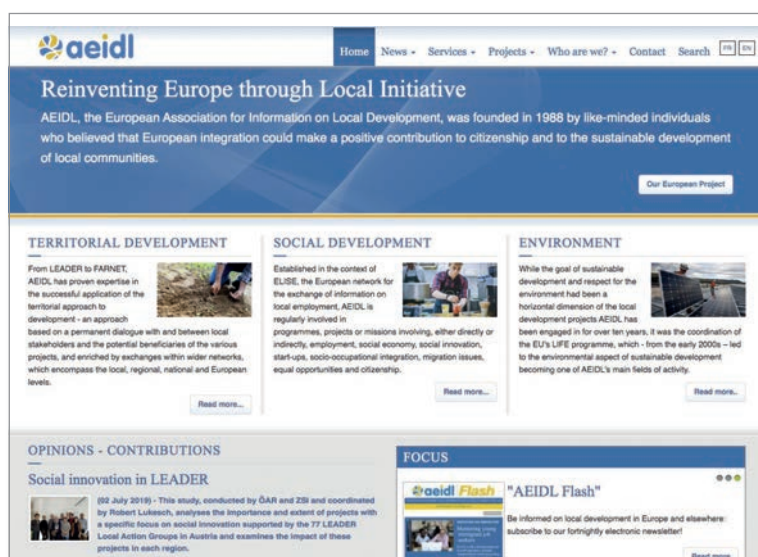 aeidl
Home News Services Projects Who are we? Contact Search FR EN
Reinventing Europe through Local Initiative
AEIDL, the European Association for Information on Local Development, was founded in 1988 by like-minded individuals
who believed that European integration could make a positive contribution to citizenship and to the sustainable development
of local communities.
Our European Project
TERRITORIAL DEVELOPMENT
From LEADER to FARNET,
AEIDL has proven expertise in
the successful application of the
territorial approach to
development - an approach
based on a permanent dialogue with and between local
stakeholders and the potential beneficiaries of the various
projects, and enriched by exchanges within wider networks,
which encompass the local, regional, national and European
levels.
Read more...
SOCIAL DEVELOPMENT
Established in the context of
ELISE, the European network for
the exchange of information on
local employment, AEIDL is
regularly involved in
programmes, projects or missions involving, either directly or
indirectly, employment, social economy, social innovation,
start-ups, socio-occupational integration, migration issues,
equal opportunities and citizenship.
Read more...
ENVIRONMENT
While the goal of sustainable
development and respect for the
environment had been a
horizontal dimension of the local
development projects AEIDL has
been engaged in for over ten years, it was the coordination of
the EU's LIFE programme, which - from the early 2000s – led
to the environmental aspect of sustainable development
becoming one of AEIDL's main fields of activity.
Read more..
OPINIONS - CONTRIBUTIONS
Social innovation in LEADER
(02 July 2019) - This study, conducted by ÖAR and ZSI and coordinated
by Robert Lukesch, analyses the importance and extent of projects with
a specific focus on social innovation supported by the 77 LEADER
Local Action Groups in Austria and examines the impact of these
projects in each region.
FOCUS
aeidl Flash
"AEIDL Flash"
Be informed on local development in Europe and elsewhere:
subscribe to our fortnightly electronic newsletter!
Read more